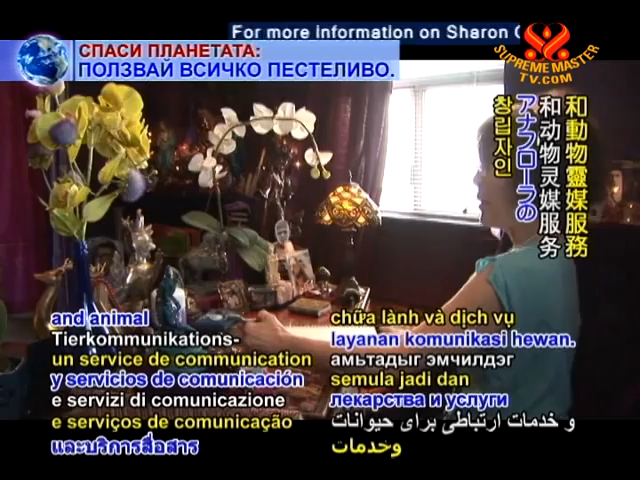 For more information on Sharon
СПАСИ ПЛАНЕТАТА:
ПОЛЗВАЙ ВСИЧКО ПЕСТЕЛИВО.
SUPREME MASTER
TV.COM
和動物靈媒服務
和动物灵媒服务
アナフローラの
창립자인
and animal
Tierkommunikations-
un service de communication
y servicios de comunicación
e servizi di comunicazione
e serviços de comunicação
และบริการสื่อสาร
chữa lành và dịch vụ
layanan komunikasi hewan.
амьтадыг эмчилдэг
semula jadi dan
лекарства и услуги
و خدمات ارتباطی برای حیوانات
وخدمات